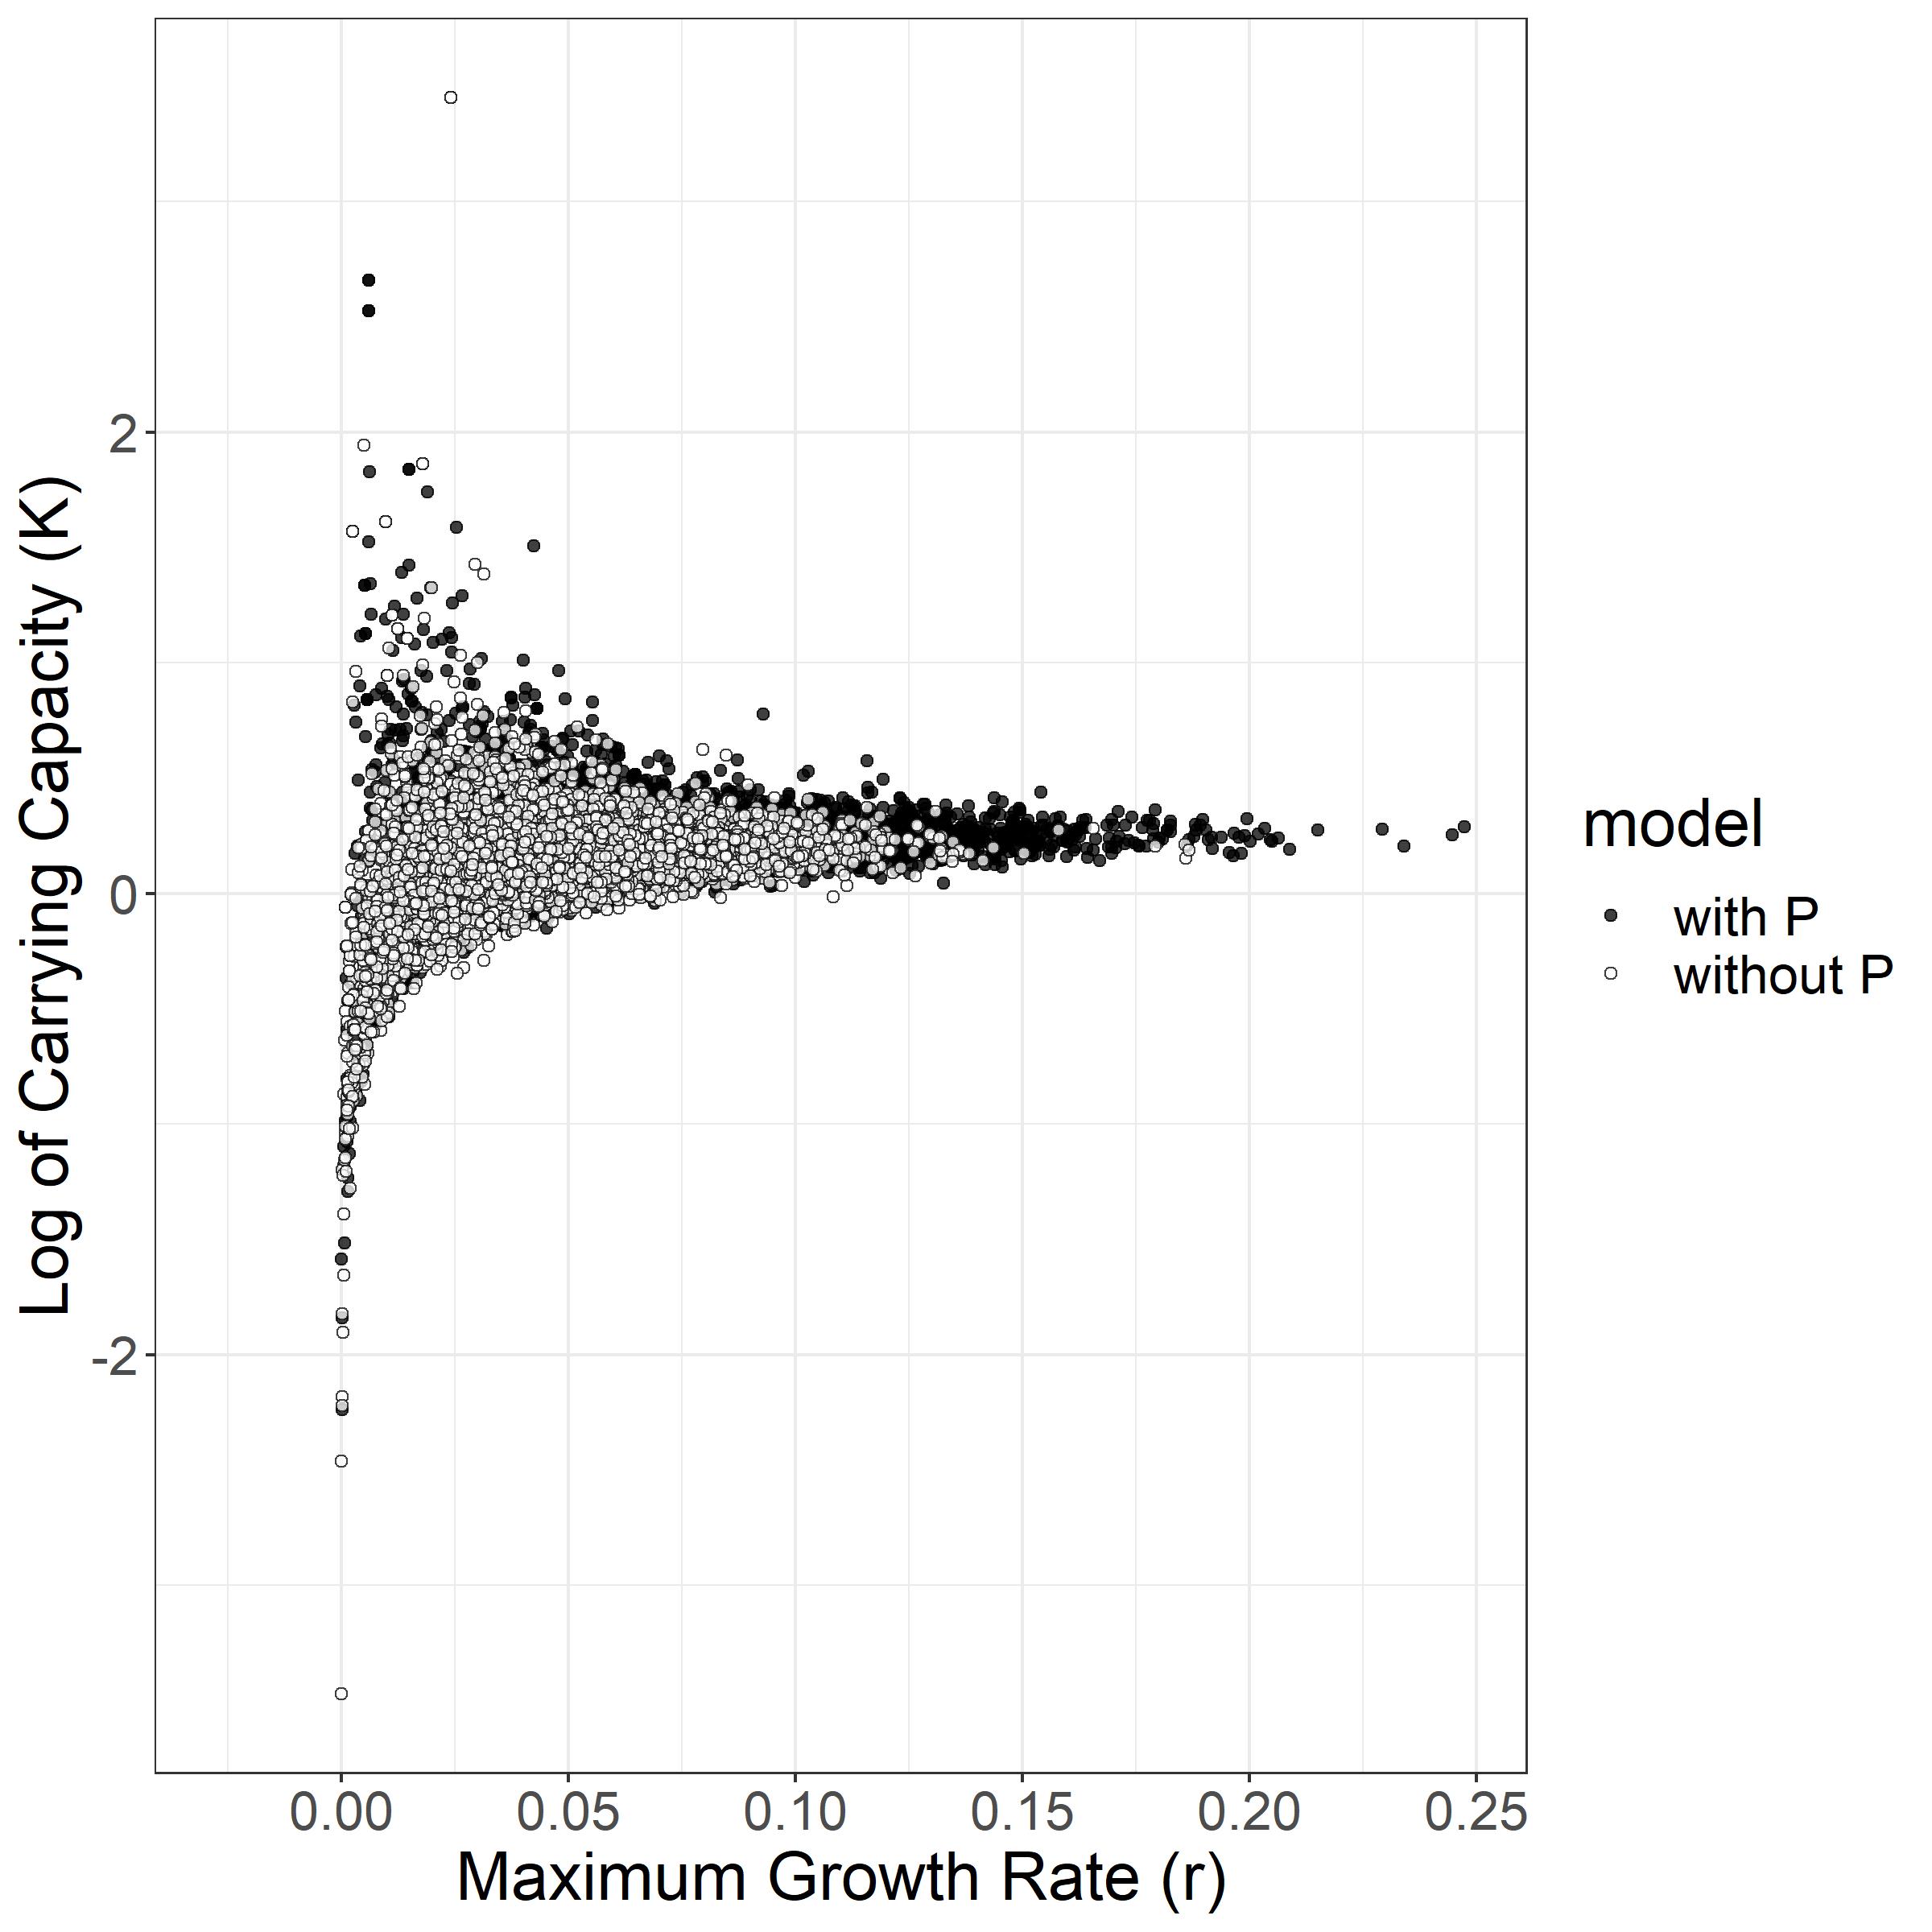 Log of Carrying Capacity (K)
2
0
-2
0.00 0.05 0.10 0.15 0.20 0.25
Maximum Growth Rate (r)
model
with P
without P